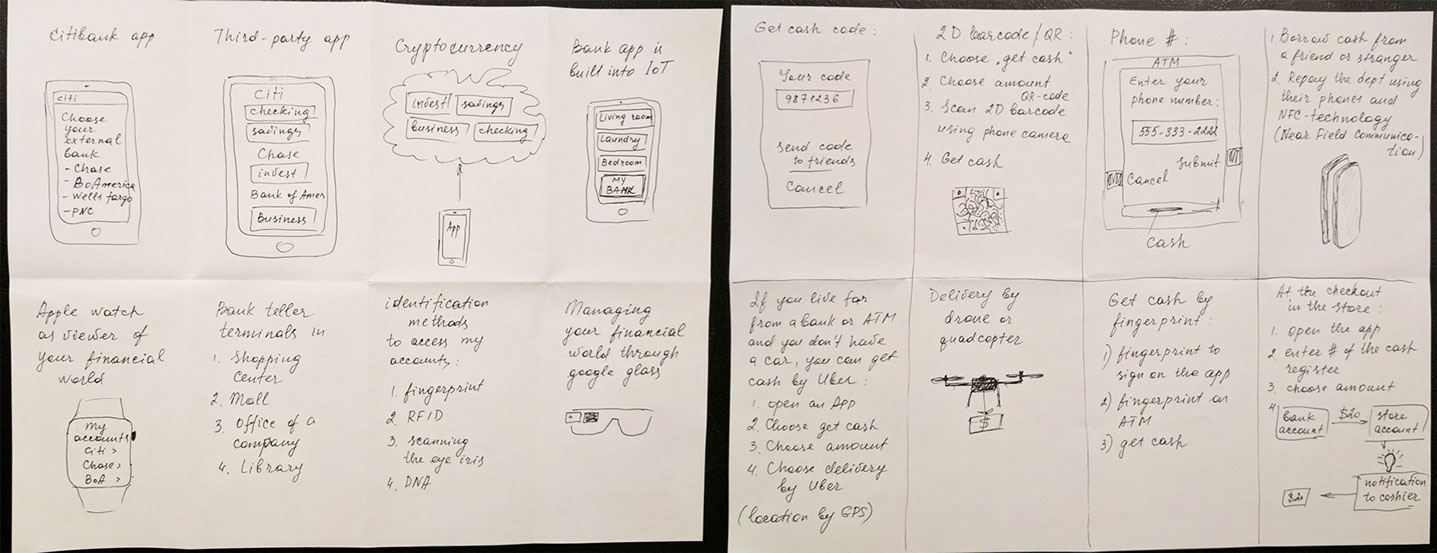 Citibank app
citi
Choose
your
external
bank
- Chase
- BoAmerica
- Wells fargo
- PNC
Third-party app
Citi
checking
savings
Chase
invest
Bank of Amer
Business
Cryptocurrency
invest
savings
business
checking
App
Bank app is
built into IoT
Living room
Laundry
Bedroom
MY
BANK
Apple watch
as viewer of
your financial
world
My
accounts
Citi >
Chase >
BoA >
Bank teller
terminals in
1. Shopping
center
2. Mall
3. Office of a
company
4. Library
identification
methods
to access my
accounts:
1. fingerprint
2. RFID
3. scanning
the eye iris
4. DNA
Managing
your financial
world through
google glass
Get cash code:
Your code
9871236
send code
to friends
Cancel
2D barcode/QR:
1. Choose "get cash"
2. Choose amount
QR-code
3. Scan 2D barcode
using phone camera
4. Get cash
Phone #:
ATM
Enter your
phone number:
555-333-2222
Submit
Cancel
cash
1. Borrow cash from
a friend or stranger
2. Repay the dept using
their phones and
NFC-technology
(Near Field Communica-
tion)
If you live far
from a bank or ATM
and you don't have
a car, you can get
cash by Uber:
1. open an App
2. Choose get cash
3. Choose amount
4. Choose delivery
by Uber
(location by GPS)
Delivery by
drone or
quadcopter
$
Get cash by
fingerprint:
1) fingerprint to
sign on the app
2) fingerprint on
ATM
3) get cash
At the checkout
in the store:
1. open the app
2 enter # of the cash
register
3. choose amount
4
bank
account
$20
store
account
notification
to cashier
$20